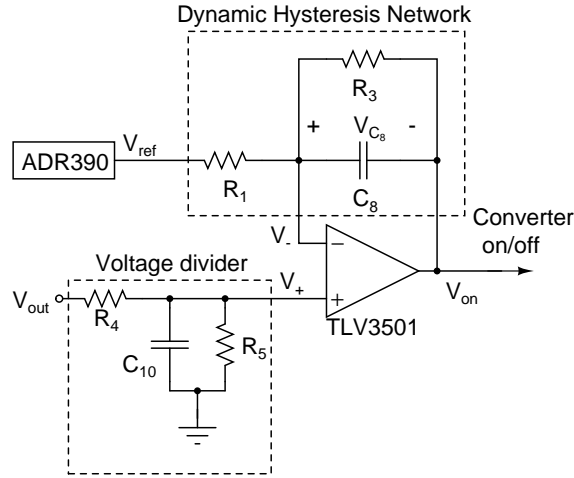 Dynamic Hysteresis Network
R3
+ VC8 -
ADR390
Vref
R1
C8
Converter
on/off
V-
−
Voltage divider
Vout
V+
+
Von
R4
TLV3501
C10
R5